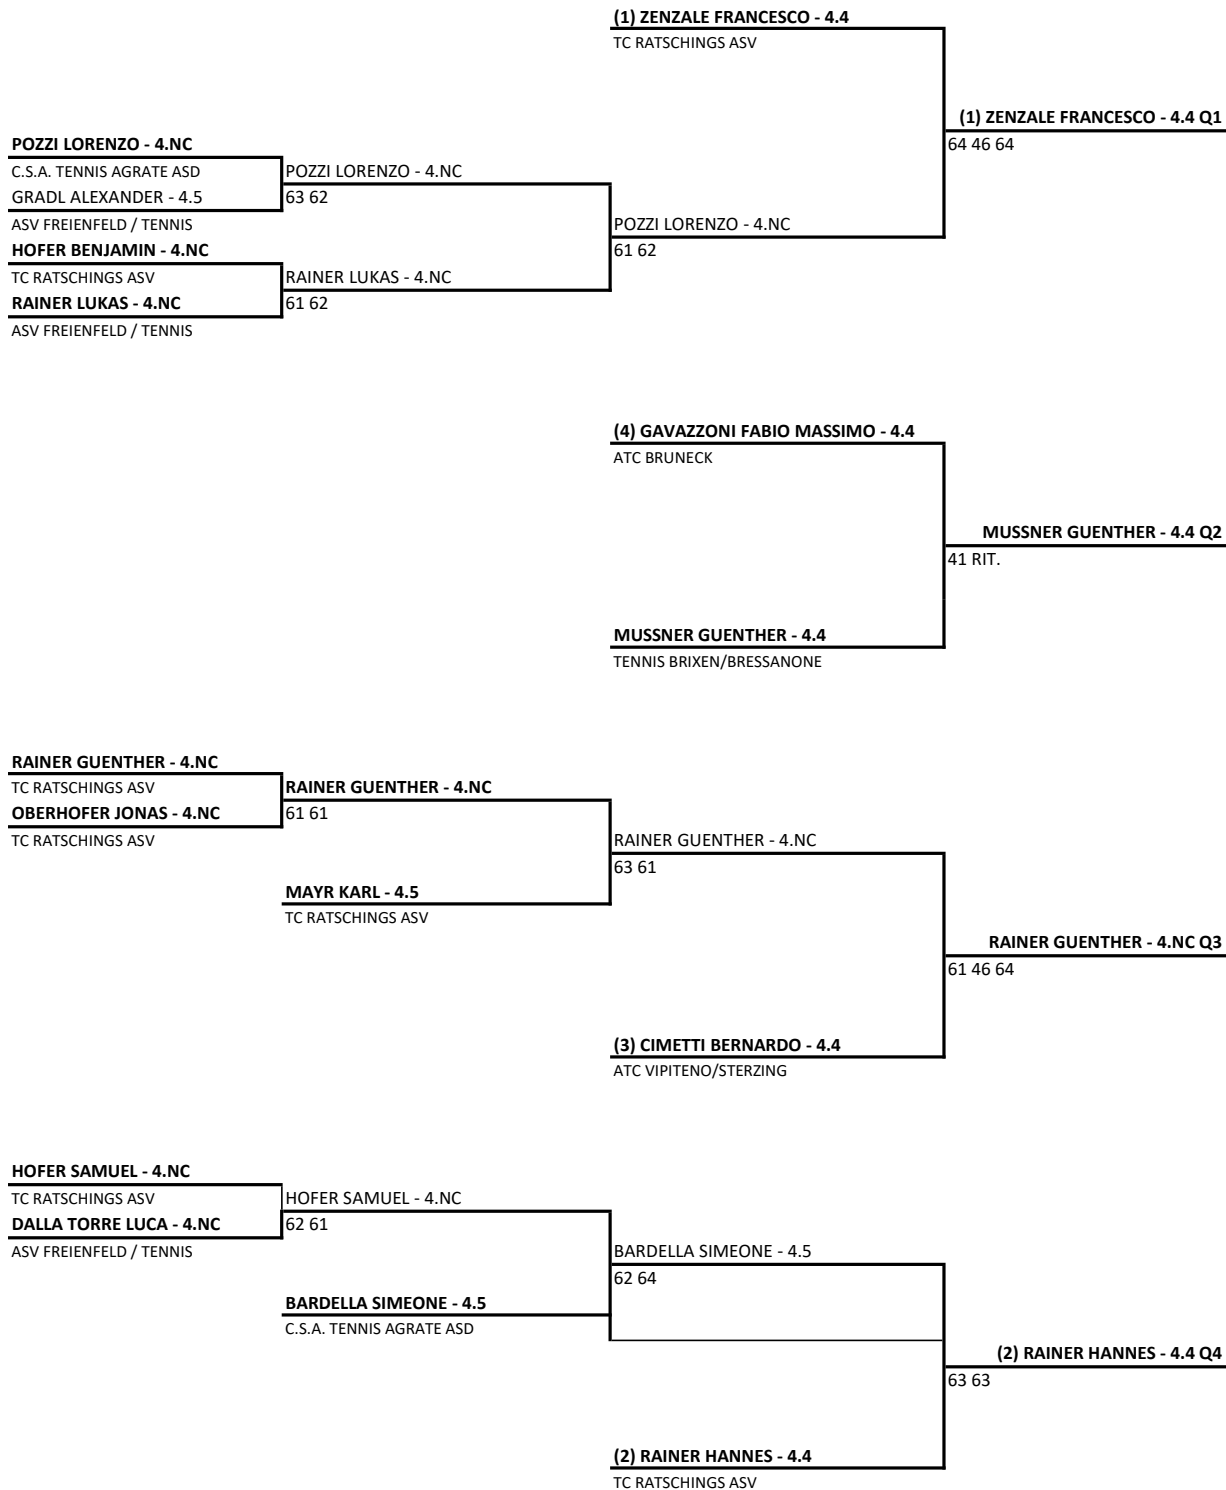 (1) ZENZALE FRANCESCO - 4.4
TC RATSCHINGS ASV
(1) ZENZALE FRANCESCO - 4.4 Q1
64 46 64
POZZI LORENZO - 4.NC
C.S.A. TENNIS AGRATE ASD
POZZI LORENZO - 4.NC
GRADL ALEXANDER - 4.5
63 62
ASV FREIENFELD / TENNIS
POZZI LORENZO - 4.NC
HOFER BENJAMIN - 4.NC
61 62
TC RATSCHINGS ASV
RAINER LUKAS - 4.NC
RAINER LUKAS - 4.NC
61 62
ASV FREIENFELD / TENNIS
(4) GAVAZZONI FABIO MASSIMO - 4.4
ATC BRUNECK
MUSSNER GUENTHER - 4.4 Q2
41 RIT.
MUSSNER GUENTHER - 4.4
TENNIS BRIXEN/BRESSANONE
RAINER GUENTHER - 4.NC
TC RATSCHINGS ASV
RAINER GUENTHER - 4.NC
OBERHOFER JONAS - 4.NC
61 61
TC RATSCHINGS ASV
RAINER GUENTHER - 4.NC
63 61
MAYR KARL - 4.5
TC RATSCHINGS ASV
RAINER GUENTHER - 4.NC Q3
61 46 64
(3) CIMETTI BERNARDO - 4.4
ATC VIPITENO/STERZING
HOFER SAMUEL - 4.NC
TC RATSCHINGS ASV
HOFER SAMUEL - 4.NC
DALLA TORRE LUCA - 4.NC
62 61
ASV FREIENFELD / TENNIS
BARDELLA SIMEONE - 4.5
62 64
BARDELLA SIMEONE - 4.5
C.S.A. TENNIS AGRATE ASD
(2) RAINER HANNES - 4.4 Q4
63 63
(2) RAINER HANNES - 4.4
TC RATSCHINGS ASV